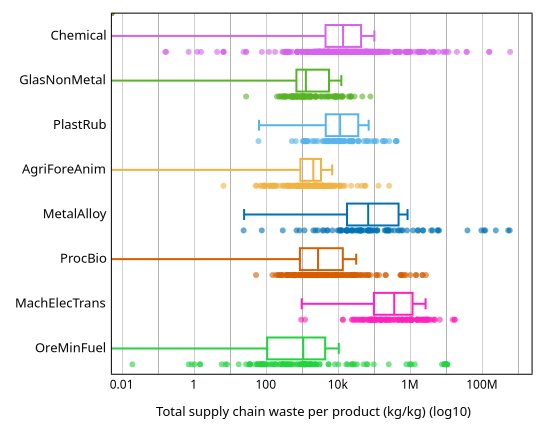 Chemical
GlasNonMetal
PlastRub
AgriForeAnim
MetalAlloy
ProcBio
MachElecTrans
OreMinFuel
0.01 1 100 10k 1M 100M
Total supply chain waste per product (kg/kg) (log10)